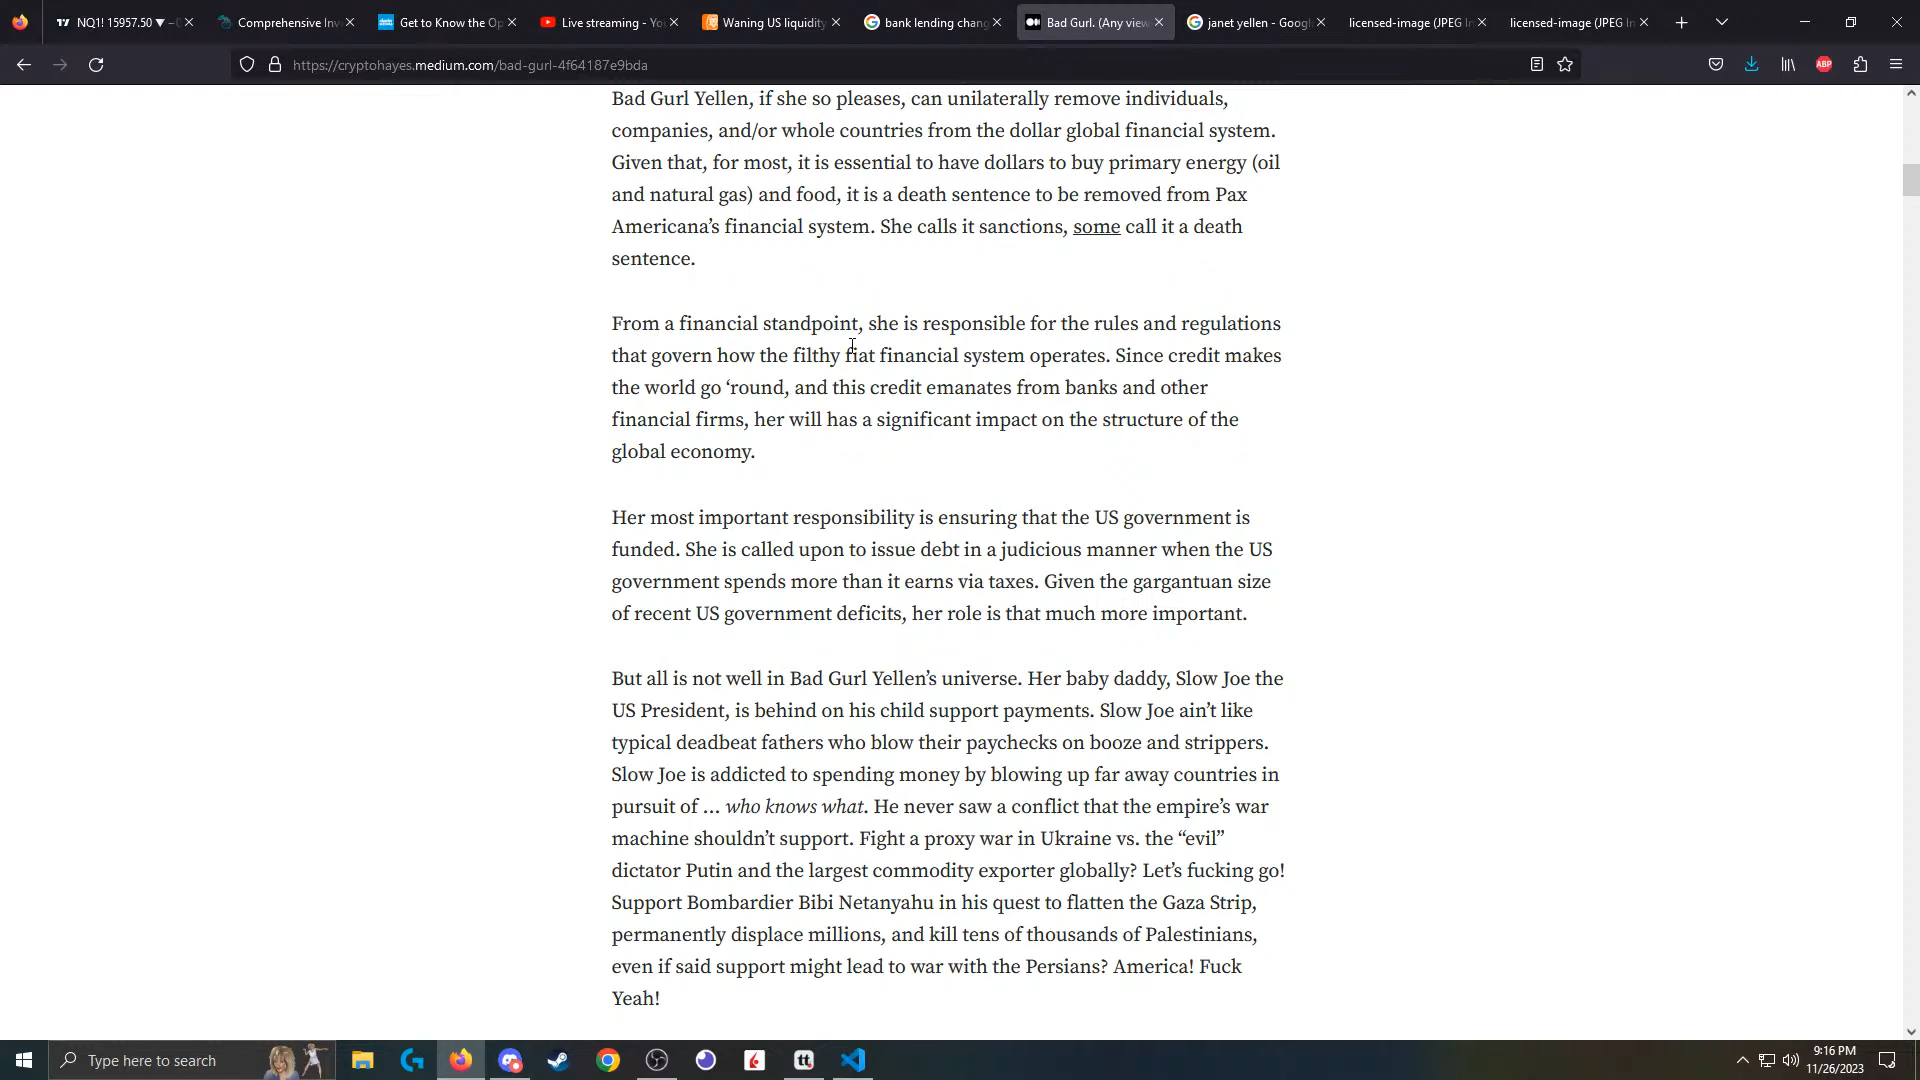 NQ1! 15957.50 ▼ −
Comprehensive Inv
Get to Know the Op
Live streaming - Yo
Waning US liquidity
bank lending chang
Bad Gurl. (Any view
janet yellen - Googl
licensed-image (JPEG I
licensed-image (JPEG I
https://cryptohayes.medium.com/bad-gurl-4f64187e9bda
ABP
Bad Gurl Yellen, if she so pleases, can unilaterally remove individuals,
companies, and/or whole countries from the dollar global financial system.
Given that, for most, it is essential to have dollars to buy primary energy (oil
and natural gas) and food, it is a death sentence to be removed from Pax
Americana’s financial system. She calls it sanctions, some call it a death
sentence.
From a financial standpoint, she is responsible for the rules and regulations
that govern how the filthy fiat financial system operates. Since credit makes
the world go ‘round, and this credit emanates from banks and other
financial firms, her will has a significant impact on the structure of the
global economy.
Her most important responsibility is ensuring that the US government is
funded. She is called upon to issue debt in a judicious manner when the US
government spends more than it earns via taxes. Given the gargantuan size
of recent US government deficits, her role is that much more important.
But all is not well in Bad Gurl Yellen’s universe. Her baby daddy, Slow Joe the
US President, is behind on his child support payments. Slow Joe ain’t like
typical deadbeat fathers who blow their paychecks on booze and strippers.
Slow Joe is addicted to spending money by blowing up far away countries in
pursuit of … who knows what. He never saw a conflict that the empire’s war
machine shouldn’t support. Fight a proxy war in Ukraine vs. the “evil”
dictator Putin and the largest commodity exporter globally? Let’s fucking go!
Support Bombardier Bibi Netanyahu in his quest to flatten the Gaza Strip,
permanently displace millions, and kill tens of thousands of Palestinians,
even if said support might lead to war with the Persians? America! Fuck
Yeah!
Type here to search
tt
9:16 PM
11/26/2023